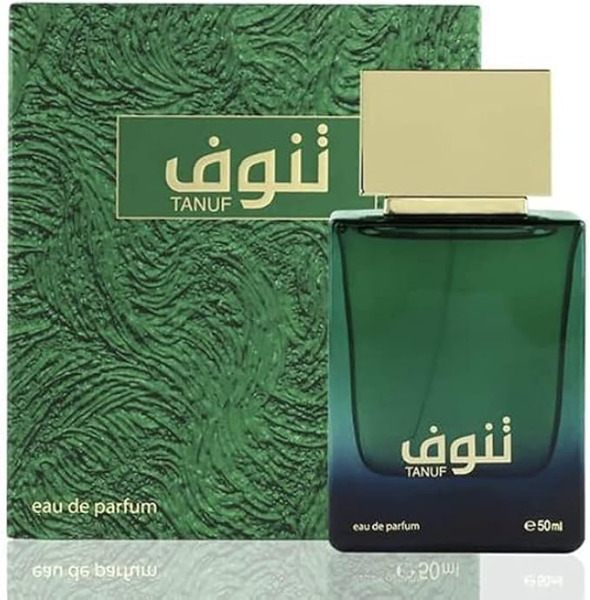 تنوف
TANUF
eau de parfum
تنوف
TANUF
eau de parfum
℮50ml